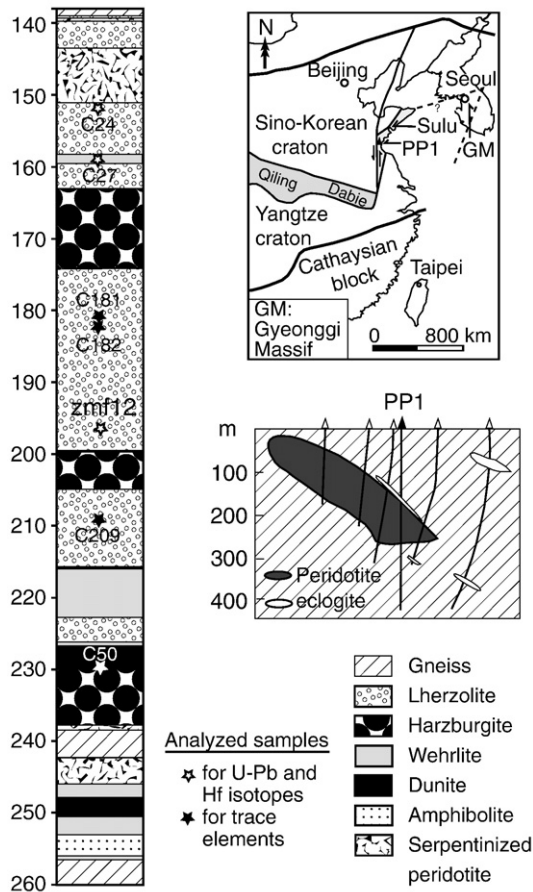 140
150
C24
160
C27
170
C181
180
C182
190
zmf12
200
210
C209
220
C50
230
240
250
260
N
Beijing
Seoul
?
Sulu
Sino-Korean
craton
PP1
GM
Qiling
Dabie
Yangtze
craton
Cathaysian
block
Taipei
GM:
Gyeonggi
Massif
0 800 km
PP1
m
100
200
300
400
Peridotite
eclogite
Analyzed samples
for U-Pb and
Hf isotopes
for trace
elements
Gneiss
Lherzolite
Harzburgite
Wehrlite
Dunite
Amphibolite
Serpentinized
peridotite